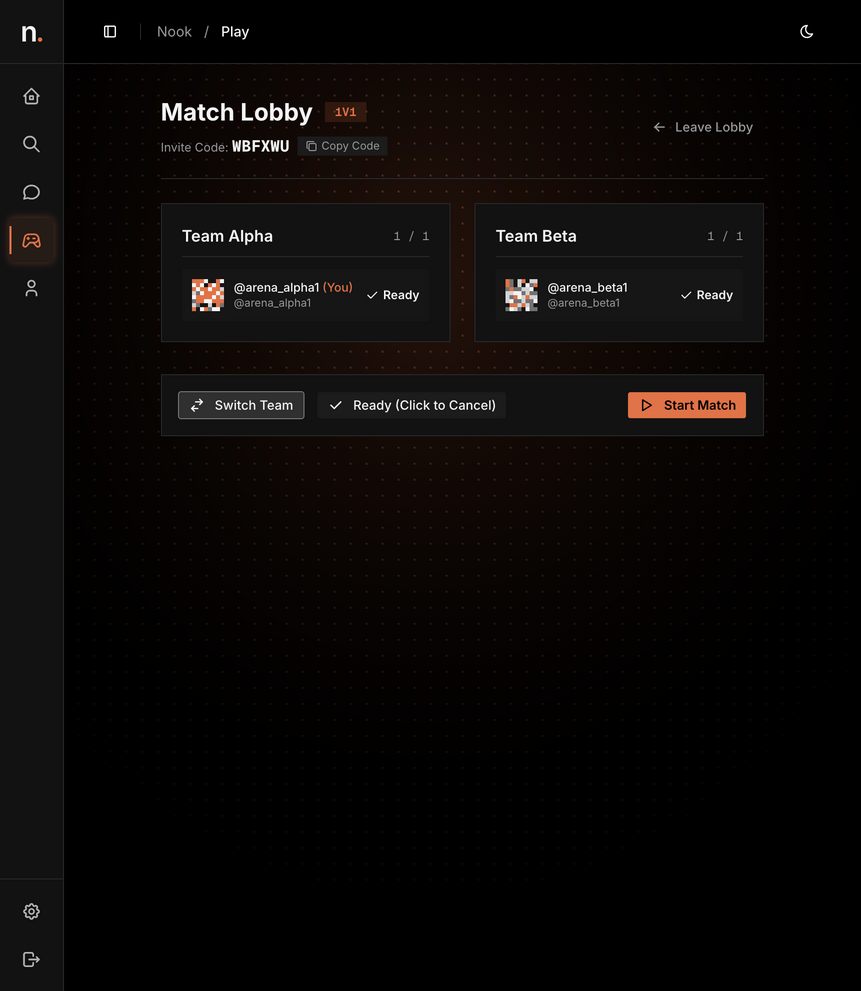 n.
Nook / Play
Match Lobby 1V1
Invite Code: WBFXWU Copy Code
Leave Lobby
Team Alpha 1 / 1
@arena_alpha1 (You)
@arena_alpha1
Ready
Team Beta 1 / 1
@arena_beta1
@arena_beta1
Ready
Switch Team Ready (Click to Cancel) Start Match